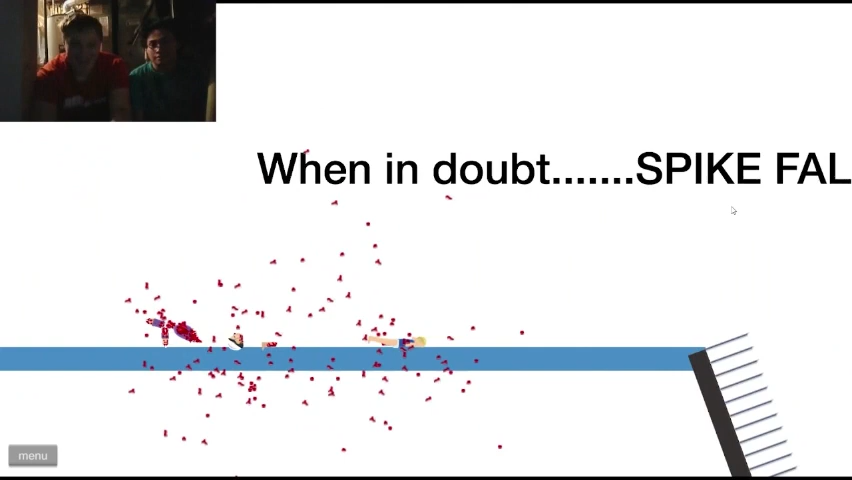 When in doubt.......SPIKE FAL
menu